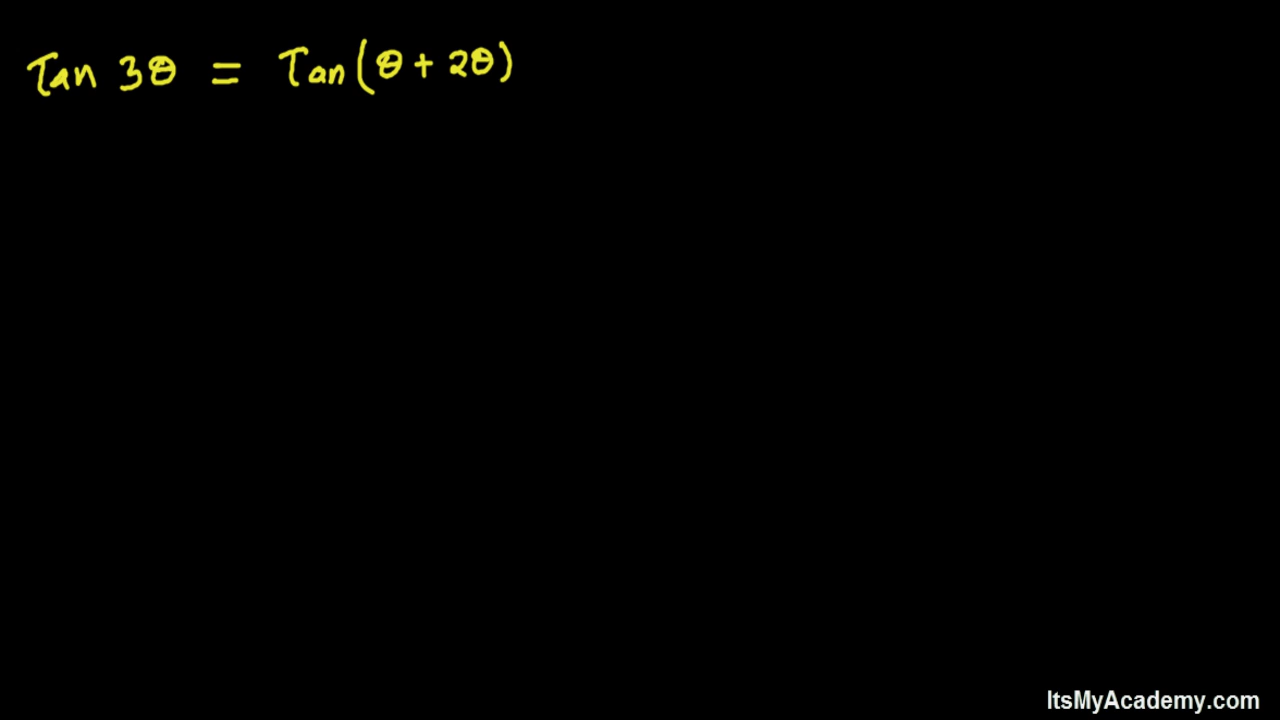 Tan 3θ = Tan(θ + 2θ)
ItsMyAcademy.com